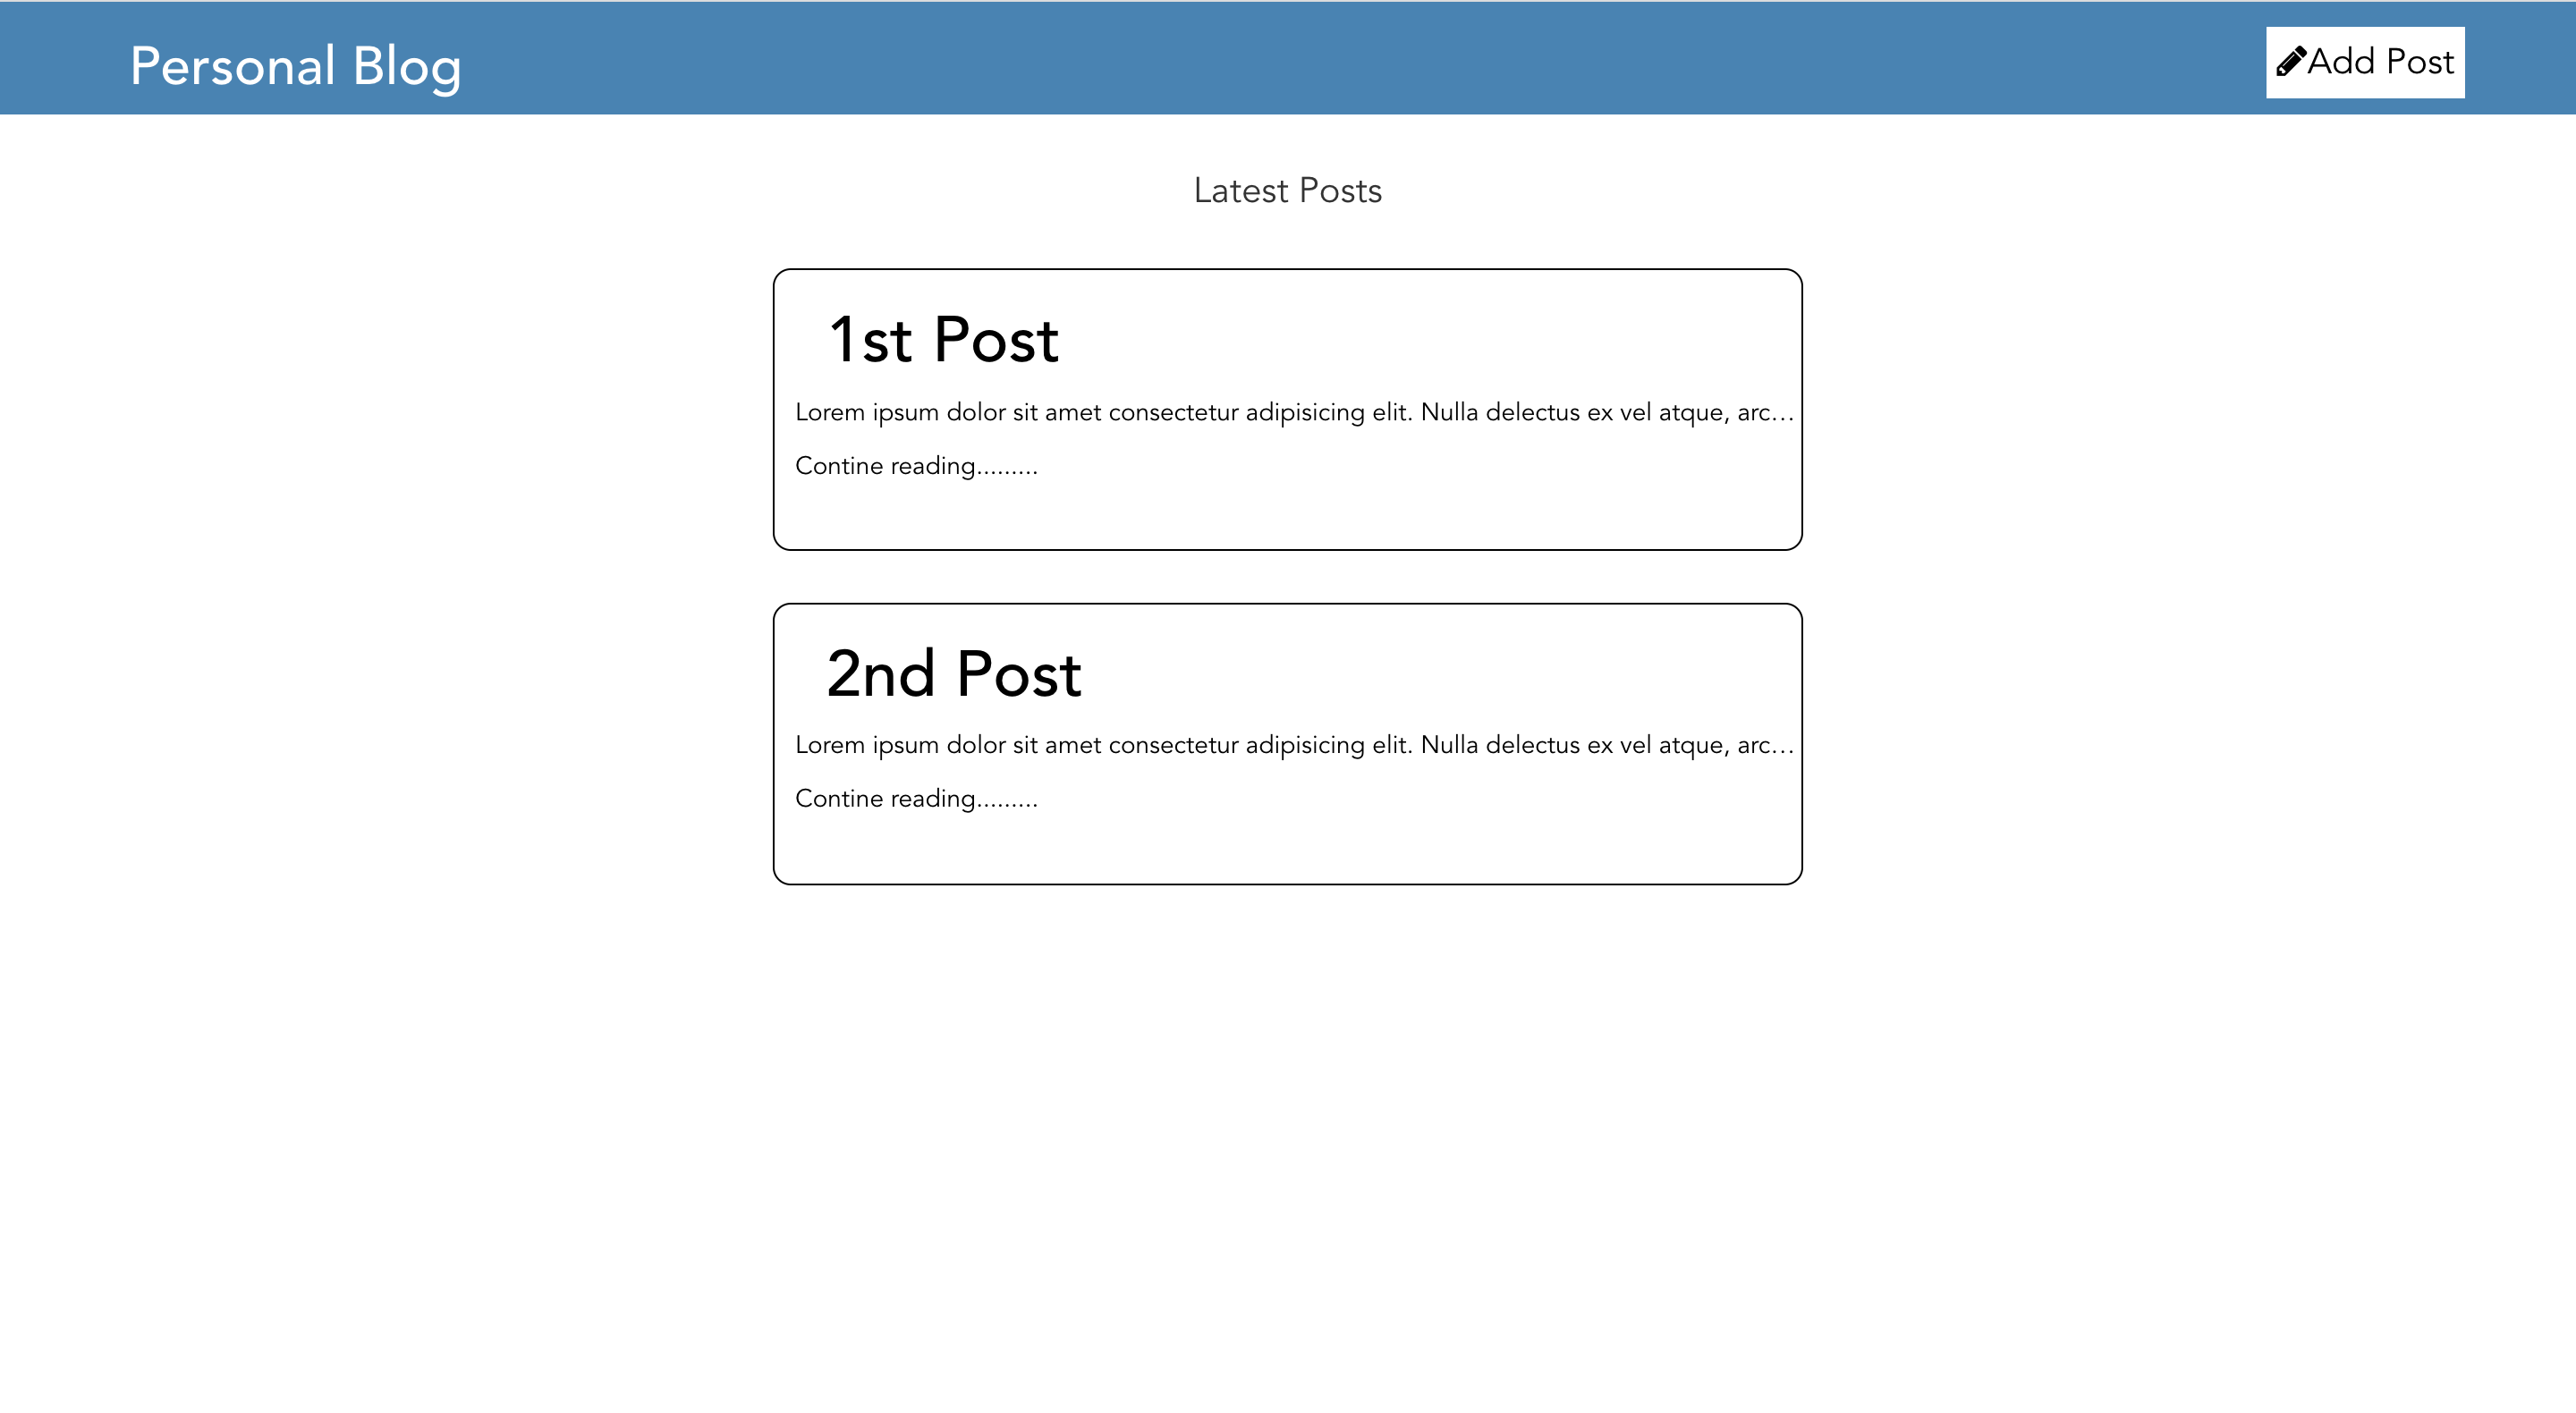 Personal Blog
Add Post
Latest Posts
1st Post
Lorem ipsum dolor sit amet consectetur adipisicing elit. Nulla delectus ex vel atque, arc...
Contine reading.........
2nd Post
Lorem ipsum dolor sit amet consectetur adipisicing elit. Nulla delectus ex vel atque, arc...
Contine reading.........